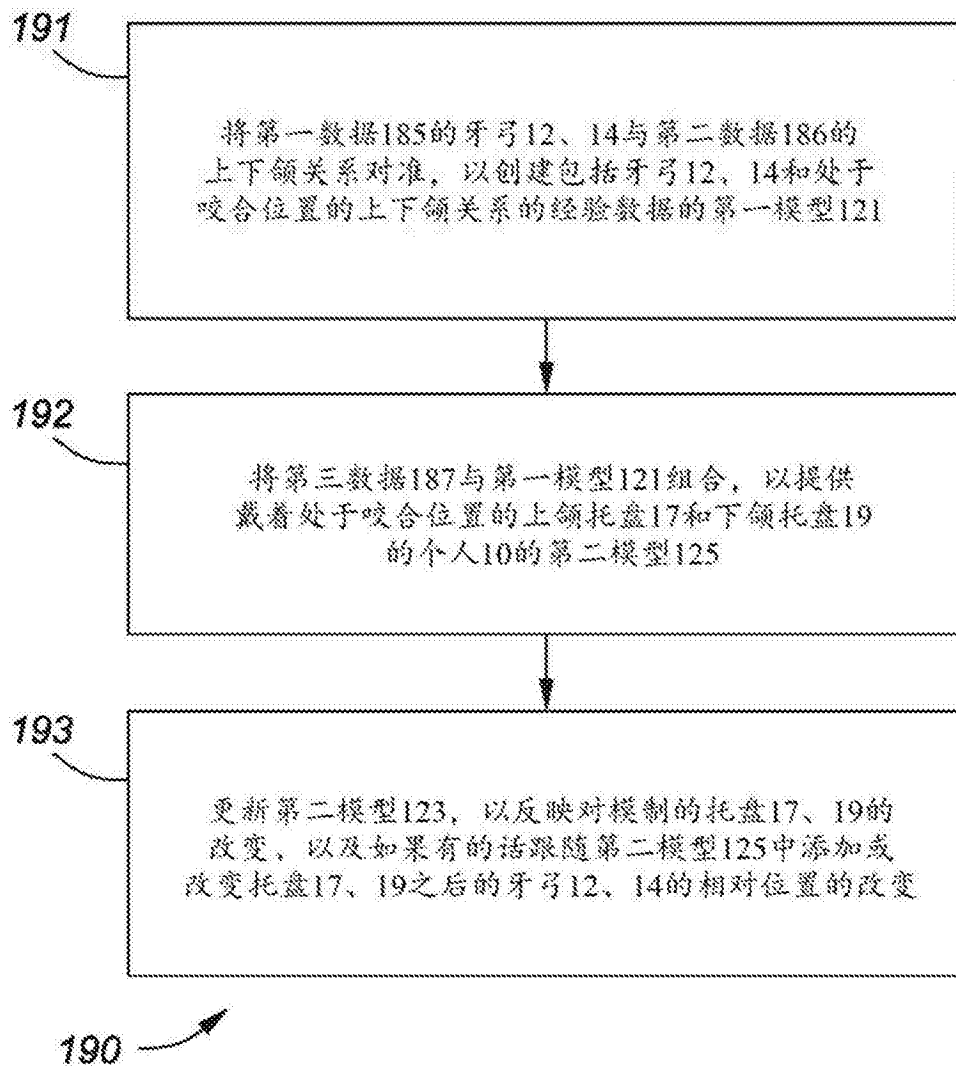 191
将第一数据185的牙弓12、14与第二数据186的
上下颌关系对准，以创建包括牙弓12、14和处于
咬合位置的上下颌关系的经验数据的第一模型121
192
将第三数据187与第一模型121组合，以提供
戴着处于咬合位置的上颌托盘17和下颌托盘19
的个人10的第二模型125
193
更新第二模型123，以反映对模制的托盘17、19的
改变，以及如果有的话跟随第二模型125中添加或
改变托盘17、19之后的牙弓12、14的相对位置的改变
190